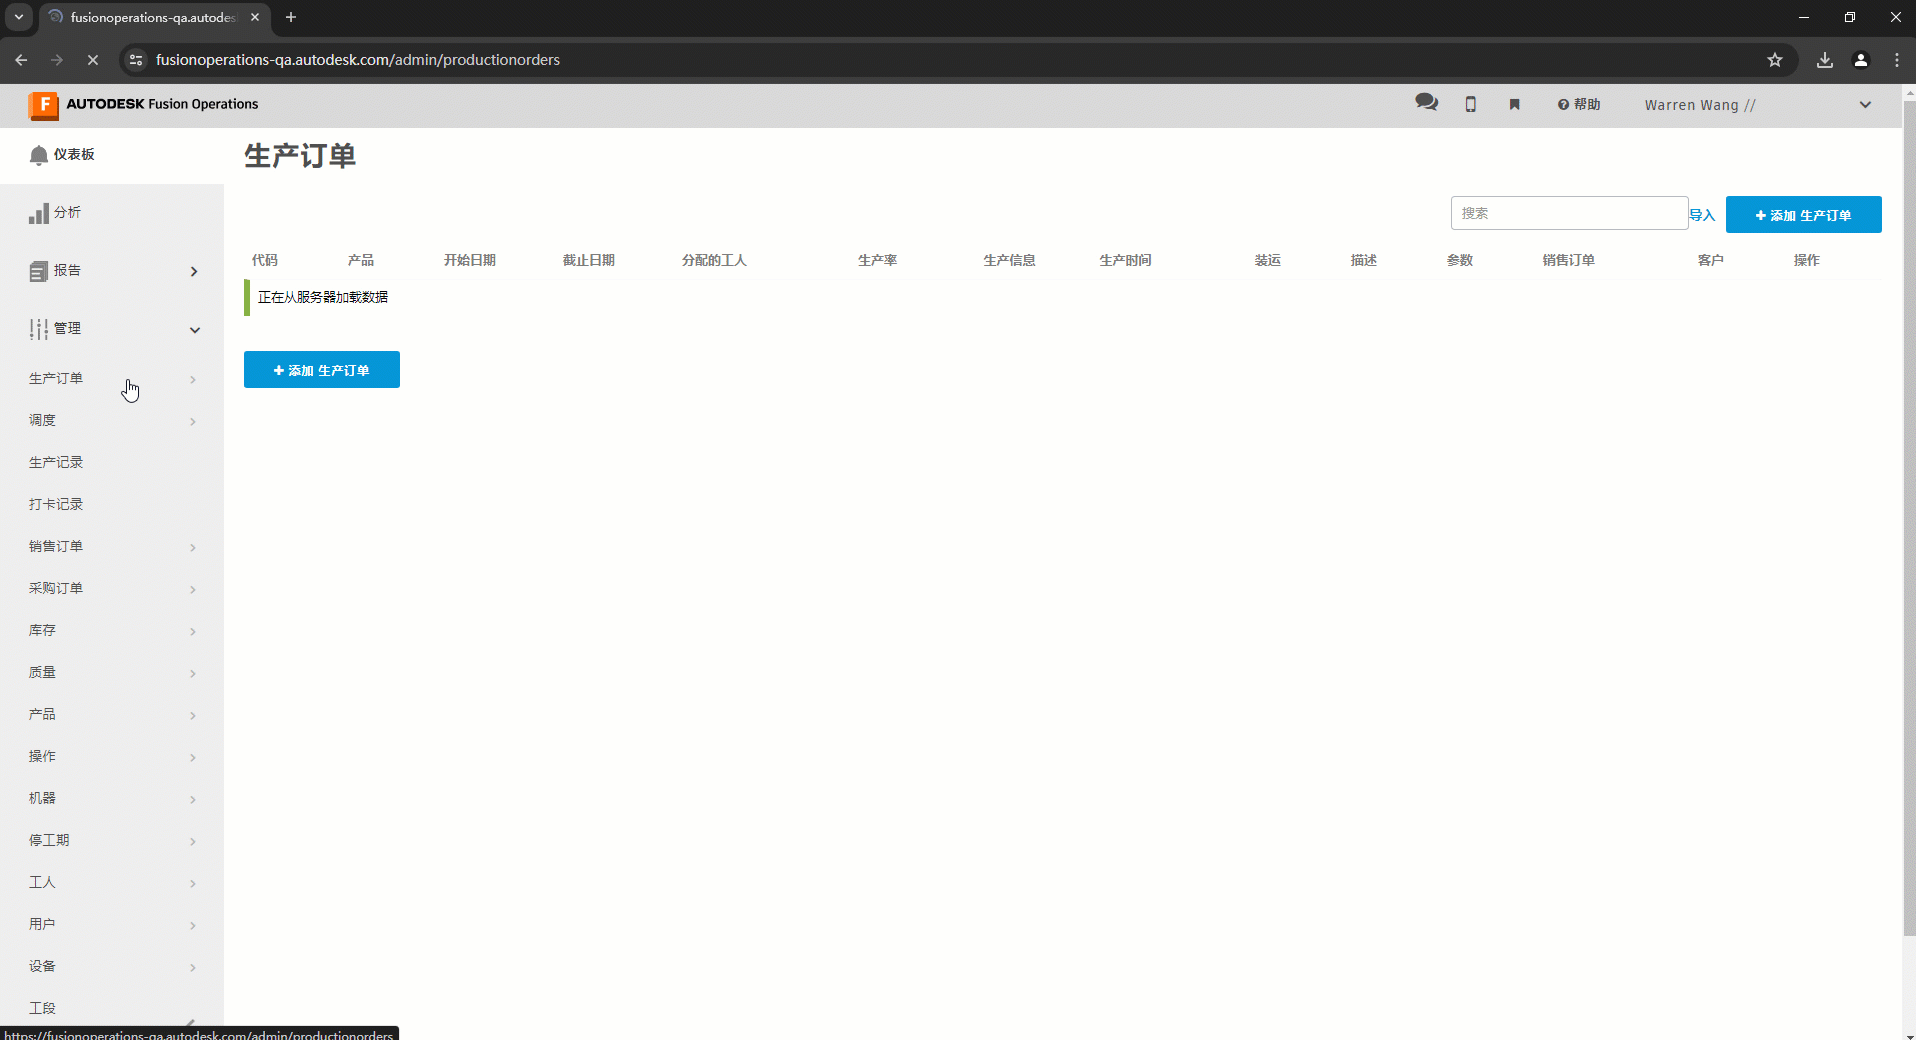 fusionoperations-qa.autodes
fusionoperations-qa.autodesk.com/admin/productionorders
F AUTODESK Fusion Operations
帮助
Warren Wang //
仪表板
分析
报告
管理
生产订单
调度
生产记录
打卡记录
销售订单
采购订单
库存
质量
产品
操作
机器
停工期
工人
用户
设备
工段
生产订单
搜索
导入
+ 添加 生产订单
代码 产品 开始日期 截止日期 分配的工人 生产率 生产信息 生产时间 装运 描述 参数 销售订单 客户 操作
正在从服务器加载数据
+ 添加 生产订单
https://fusionoperations-qa.autodesk.com/admin/productionorders